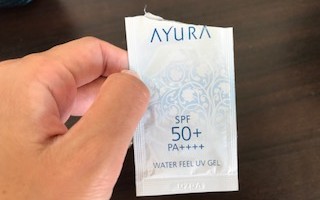 AYURA
SPF
50+
PA++++
WATER FEEL UV GEL